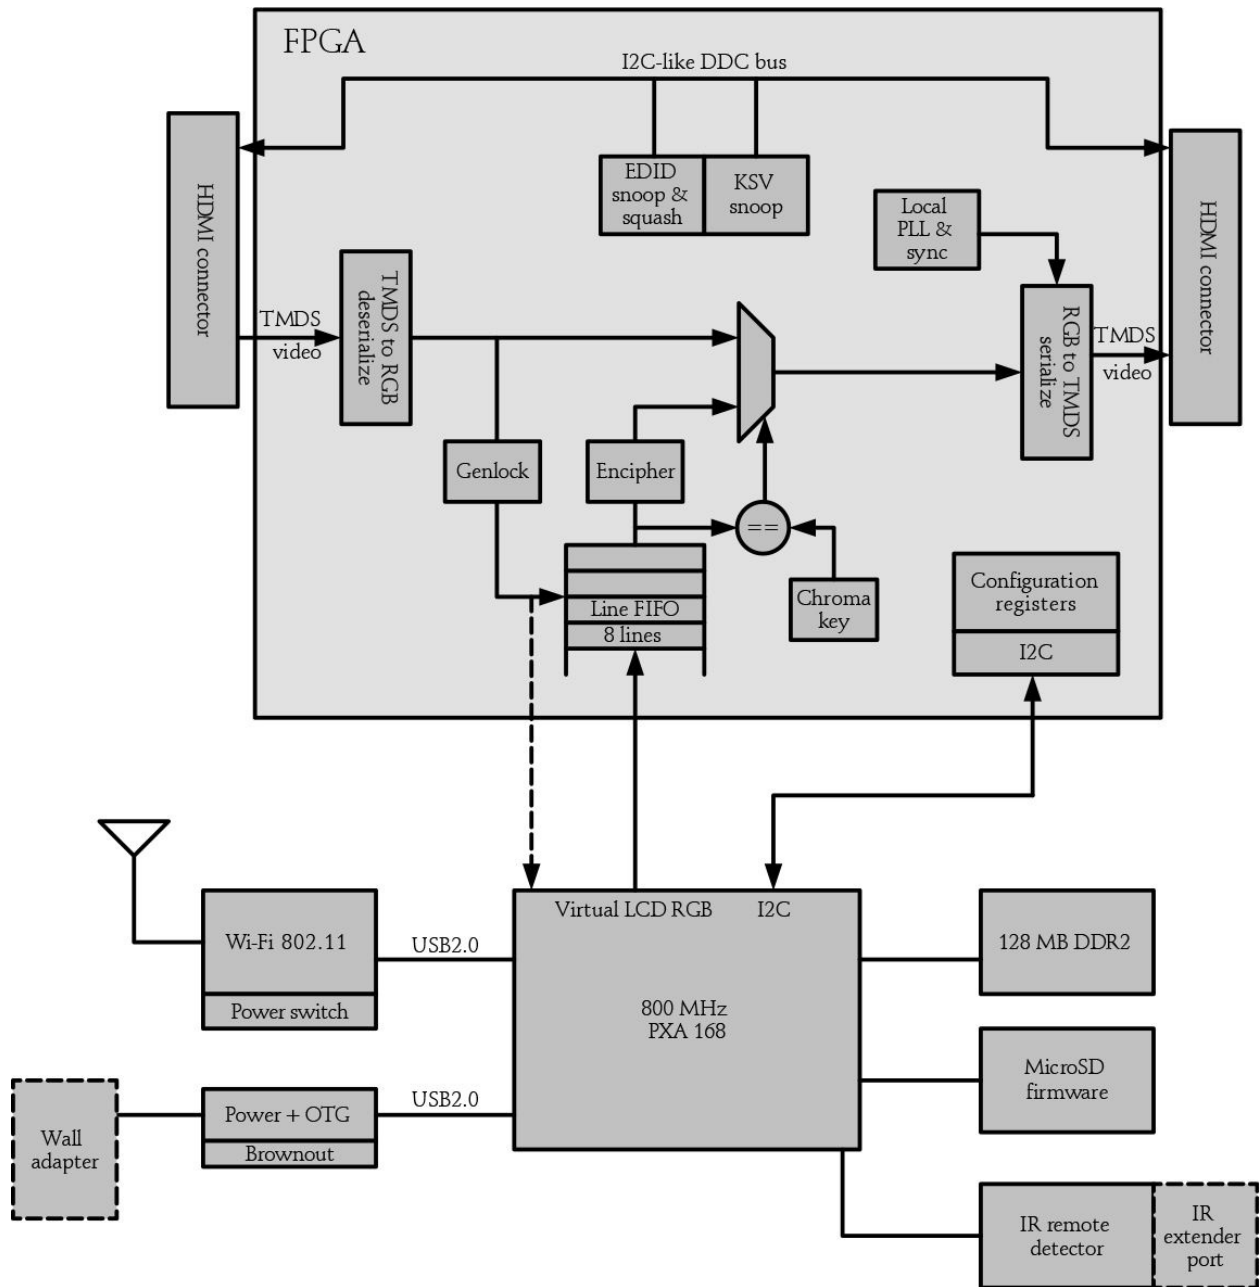 FPGA
I2C-like DDC bus
HDMI connector
EDID
snoop &
squash
KSV
snoop
Local
PLL &
sync
HDMI connector
TMDS
video
TMDS to RGB
deserialize
RGB to TMDS
serialize
TMDS
video
Genlock
Encipher
==
Line FIFO
8 lines
Chroma
key
Configuration
registers
I2C
Virtual LCD RGB
I2C
Wi-Fi 802.11
Power switch
USB2.0
800 MHz
PXA 168
128 MB DDR2
MicroSD
firmware
Wall
adapter
Power + OTG
Brownout
USB2.0
IR remote
detector
IR
extender
port